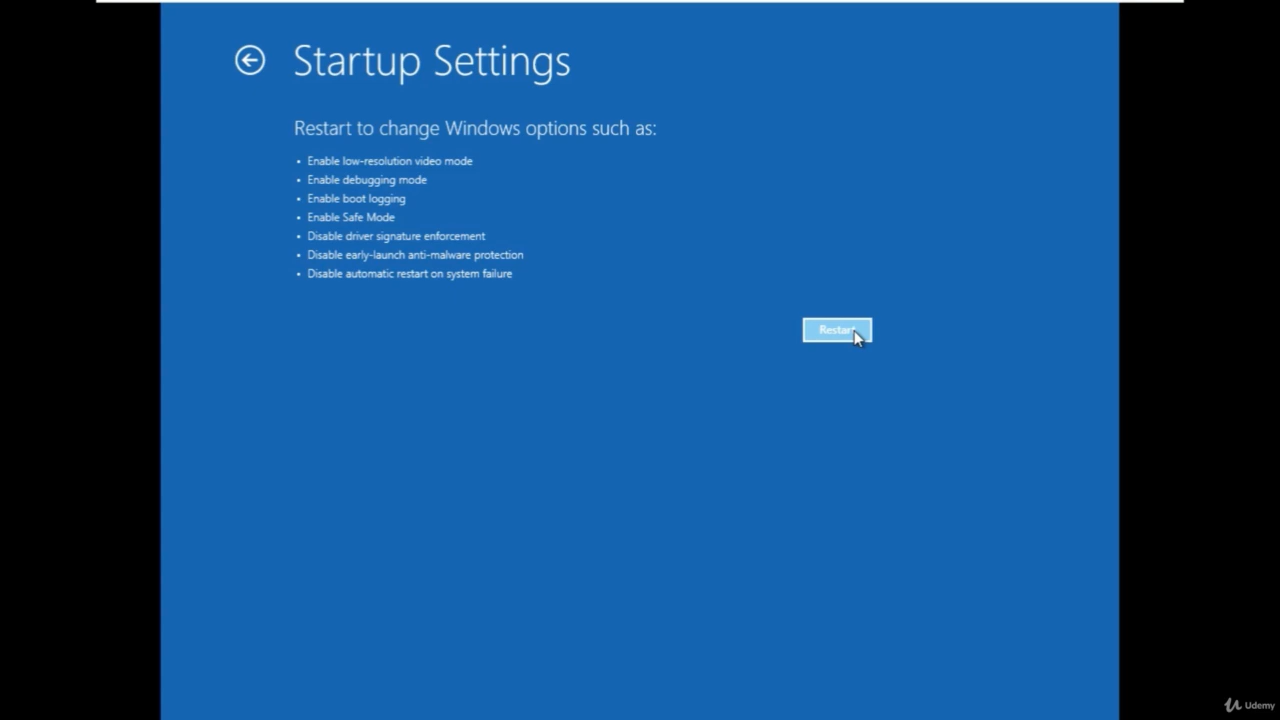 Startup Settings
Restart to change Windows options such as:
• Enable low-resolution video mode
• Enable debugging mode
• Enable boot logging
• Enable Safe Mode
• Disable driver signature enforcement
• Disable early-launch anti-malware protection
• Disable automatic restart on system failure
Restart
Udemy